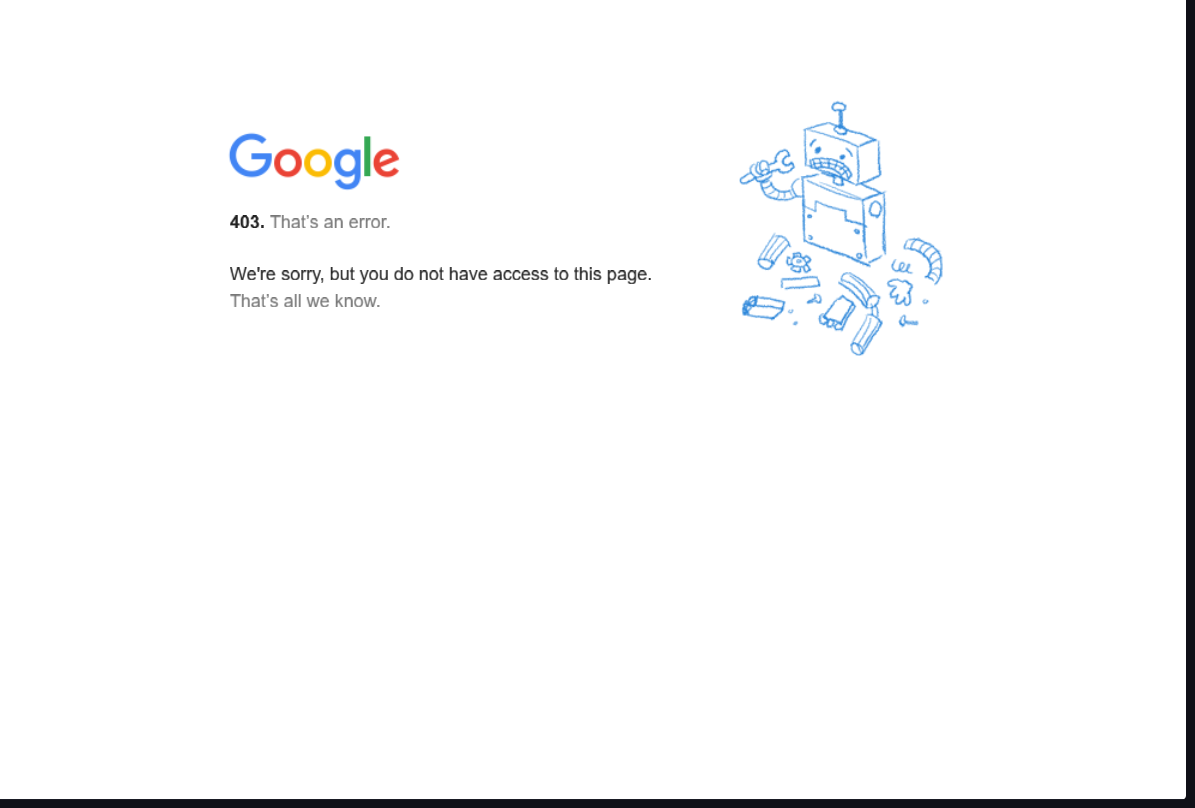 Google
403. That's an error.
We're sorry, but you do not have access to this page.
That's all we know.